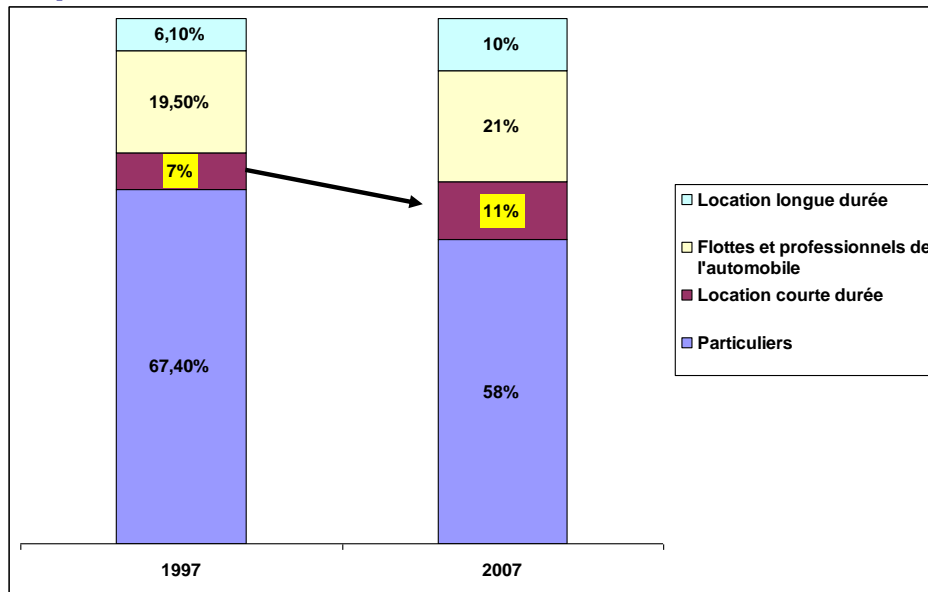 6,10%
10%
19,50%
21%
7%
11%
67,40%
58%
1997
2007
Location longue durée
Flottes et professionnels de
l'automobile
Location courte durée
Particuliers